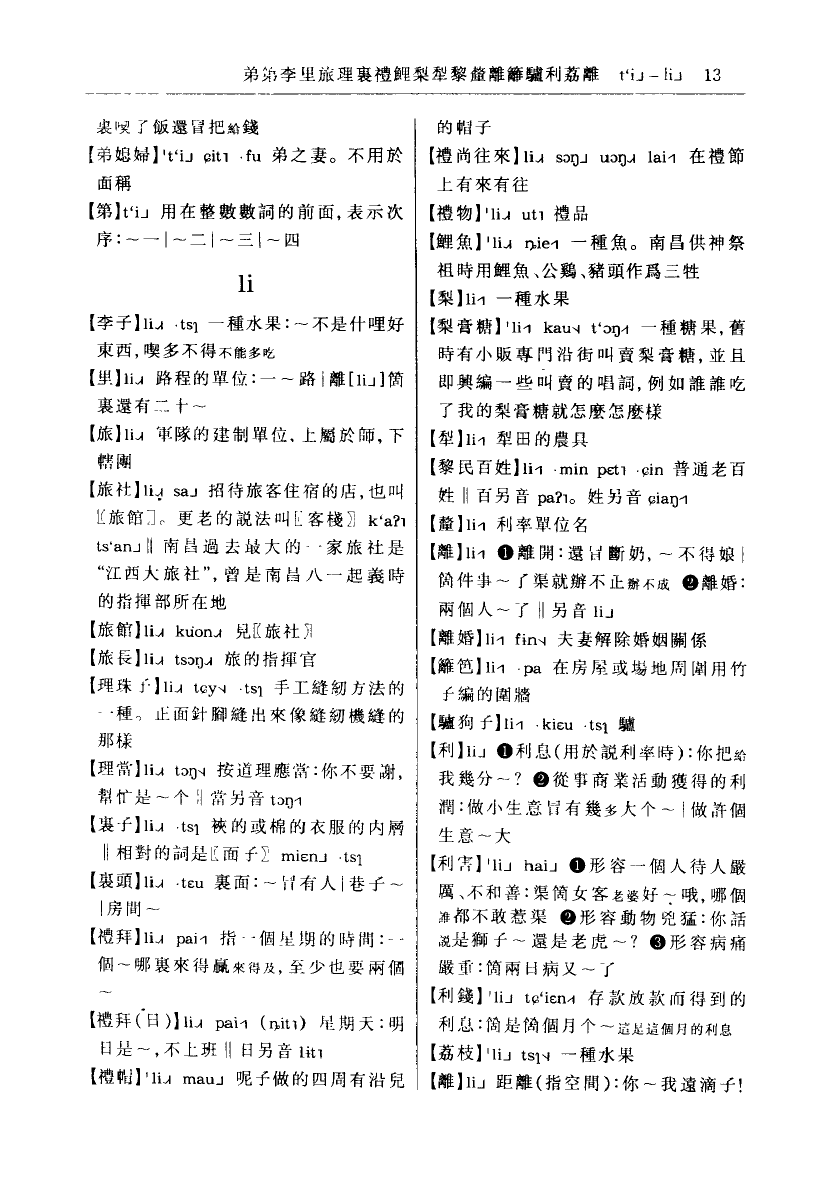 弟第李里旅理裏禮鯉梨犁黎釐離籬驢利荔離 tʻi˩ – li˩ 13
裏喫了飯還冒把給錢
【弟媳婦】ˈtʻi˩ ɕit˥ ·fu 弟之妻。不用於
面稱
【第】tʻi˩ 用在整數數詞的前面,表示次
序:～一|～二|～三|～四
li
【李子】li˨˩˧ ·tsɿ 一種水果:～不是什哩好
東西,喫多不得不能多吃
【里】li˨˩˧ 路程的單位:一～路|離[li˩]箇
裏還有二十～
【旅】li˨˩˧ 軍隊的建制單位、上屬於師,下
轄團
【旅社】li˨˩˧ sa˩ 招待旅客住宿的店,也叫
〖旅館〗。更老的説法叫〖客棧〗 kʻaʔ˥
tsʻan˩‖南昌過去最大的一家旅社是
“江西大旅社”,曾是南昌八一起義時
的指揮部所在地
【旅館】li˨˩˧ kuɔn˨˩˧ 見〖旅社〗
【旅長】li˨˩˧ tsɔŋ˨˩˧ 旅的指揮官
【理珠子】li˨˩˧ tɕy˦˨ ·tsɿ 手工縫紉方法的
一種。正面針腳縫出來像縫紉機縫的
那樣
【理當】li˨˩˧ tɔŋ˦˨ 按道理應當:你不要謝,
幫忙是～个‖當另音 tɔŋ˧˥
【裏子】li˨˩˧ ·tsɿ 裌的或棉的衣服的内層
‖相對的詞是〖面子〗 miɛn˩ ·tsɿ
【裏頭】li˨˩˧ ·tɛu 裏面:～冒有人|巷子～
|房間～
【禮拜】li˨˩˧ pai˧˥ 指一個星期的時間:一
個～哪裏來得贏來得及,至少也要兩個
～
【禮拜(日)】li˨˩˧ pai˧˥ (ȵit˥) 星期天:明
日是～,不上班‖日另音 lit˥
【禮帽】ˈli˨˩˧ mau˩ 呢子做的四周有沿兒
的帽子
【禮尚往來】li˨˩˧ sɔŋ˩ uɔŋ˨˩˧ lai˧˥ 在禮節
上有來有往
【禮物】ˈli˨˩˧ ut˥ 禮品
【鯉魚】ˈli˨˩˧ ȵie˧˥ 一種魚。南昌供神祭
祖時用鯉魚、公鷄、豬頭作爲三牲
【梨】li˧˥ 一種水果
【梨膏糖】ˈli˧˥ kau˦˨ tʻɔŋ˧˥ 一種糖果,舊
時有小販專門沿街叫賣梨膏糖,並且
即興編一些叫賣的唱詞,例如誰誰吃
了我的梨膏糖就怎麽怎麽樣
【犁】li˧˥ 犁田的農具
【黎民百姓】li˧˥ ·min pɛt˥ ·ɕin 普通老百
姓‖百另音 paʔ˥。姓另音 ɕiaŋ˧˥
【釐】li˧˥ 利率單位名
【離】li˧˥ ❶離開:還冒斷奶,～不得娘|
箇件事～了渠就辦不正辦不成 ❷離婚:
兩個人～了‖另音 li˩
【離婚】li˧˥ fin˦˨ 夫妻解除婚姻關係
【籬笆】li˧˥ ·pa 在房屋或場地周圍用竹
子編的圍牆
【驢狗子】li˧˥ ·kiɛu ·tsɿ 驢
【利】li˩ ❶利息(用於説利率時):你把給
我幾分～? ❷從事商業活動獲得的利
潤:做小生意冒有幾多大个～|做許個
生意～大
【利害】ˈli˩ hai˩ ❶形容一個人待人嚴
厲、不和善:渠箇女客老婆好～哦,哪個
誰都不敢惹渠 ❷形容動物兇猛:你話
説是獅子～還是老虎～? ❸形容病痛
嚴重:箇兩日病又～了
【利錢】ˈli˩ tɕʻiɛn˧˥ 存款放款而得到的
利息:箇是箇個月个～這是這個月的利息
【荔枝】ˈli˩ tsɿ˦˨ 一種水果
【離】li˩ 距離(指空間):你～我遠滴子!